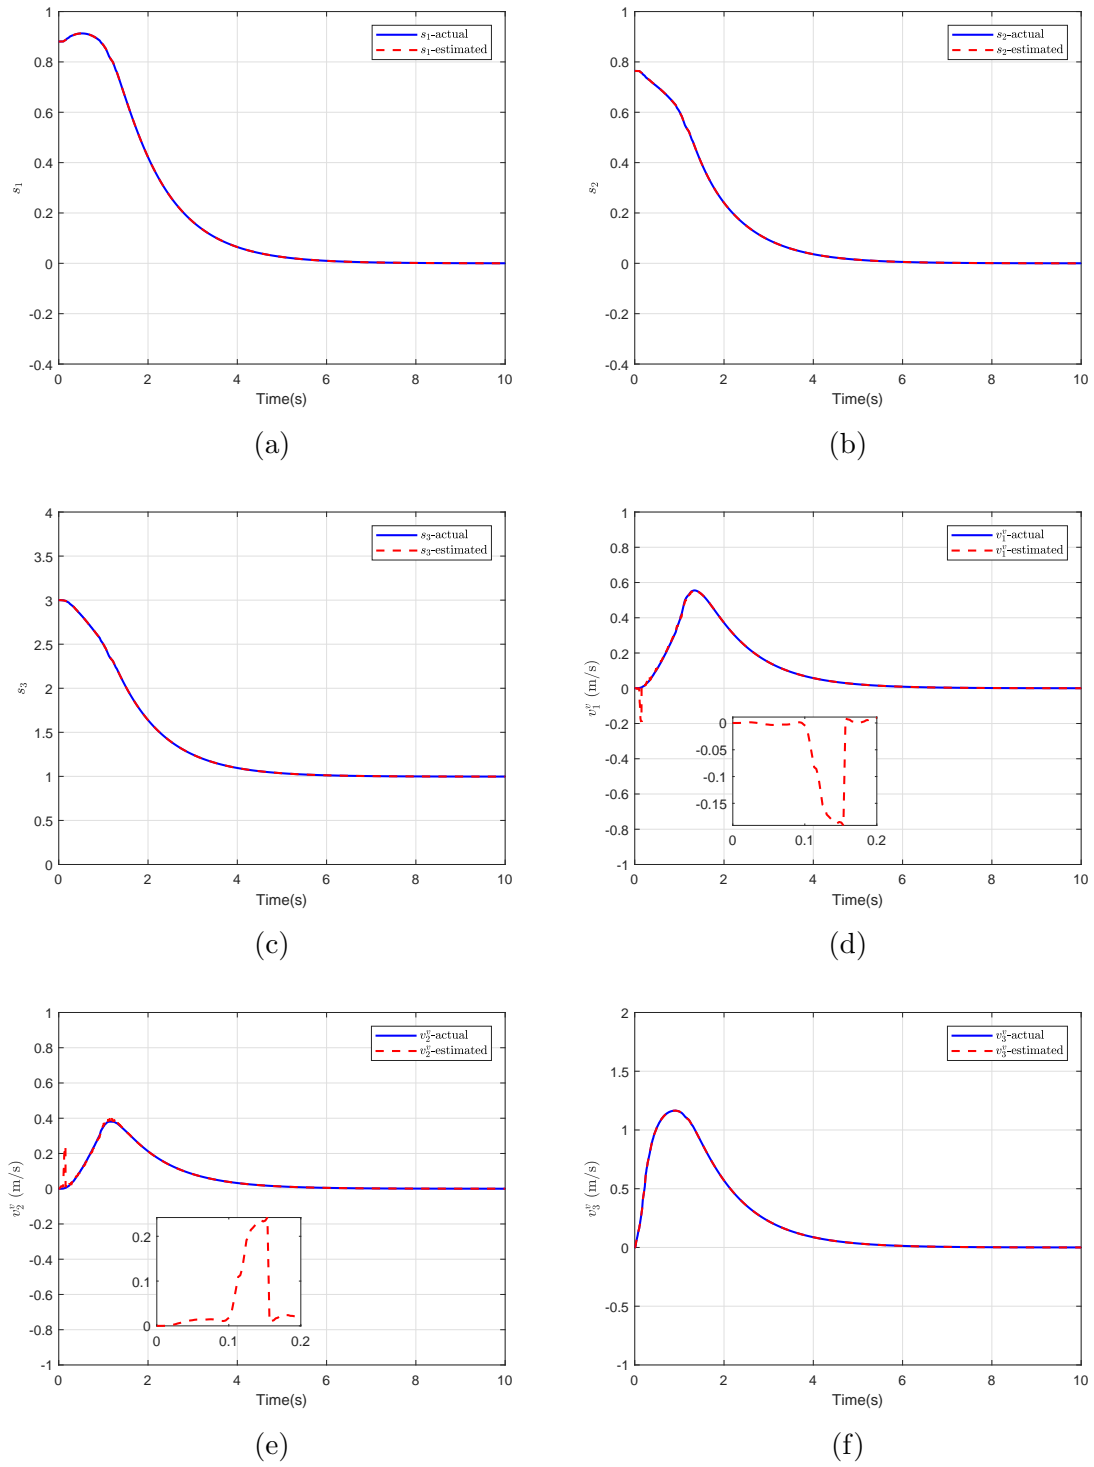 1
0.8
0.6
0.4
0.2
0
-0.2
-0.4
s₁
s₁-actual
s₁-estimated
0 2 4 6 8 10
Time(s)
(a)
1
0.8
0.6
0.4
0.2
0
-0.2
-0.4
s₂
s₂-actual
s₂-estimated
0 2 4 6 8 10
Time(s)
(b)
4
3.5
3
2.5
2
1.5
1
0.5
0
s₃
s₃-actual
s₃-estimated
0 2 4 6 8 10
Time(s)
(c)
1
0.8
0.6
0.4
0.2
0
-0.2
-0.4
-0.6
-0.8
-1
v₁ᵛ (m/s)
v₁ᵛ-actual
v₁ᵛ-estimated
0
-0.05
-0.1
-0.15
0 0.1 0.2
0 2 4 6 8 10
Time(s)
(d)
1
0.8
0.6
0.4
0.2
0
-0.2
-0.4
-0.6
-0.8
-1
v₂ᵛ (m/s)
v₂ᵛ-actual
v₂ᵛ-estimated
0.2
0.1
0
0 0.1 0.2
0 2 4 6 8 10
Time(s)
(e)
2
1.5
1
0.5
0
-0.5
-1
v₃ᵛ (m/s)
v₃ᵛ-actual
v₃ᵛ-estimated
0 2 4 6 8 10
Time(s)
(f)